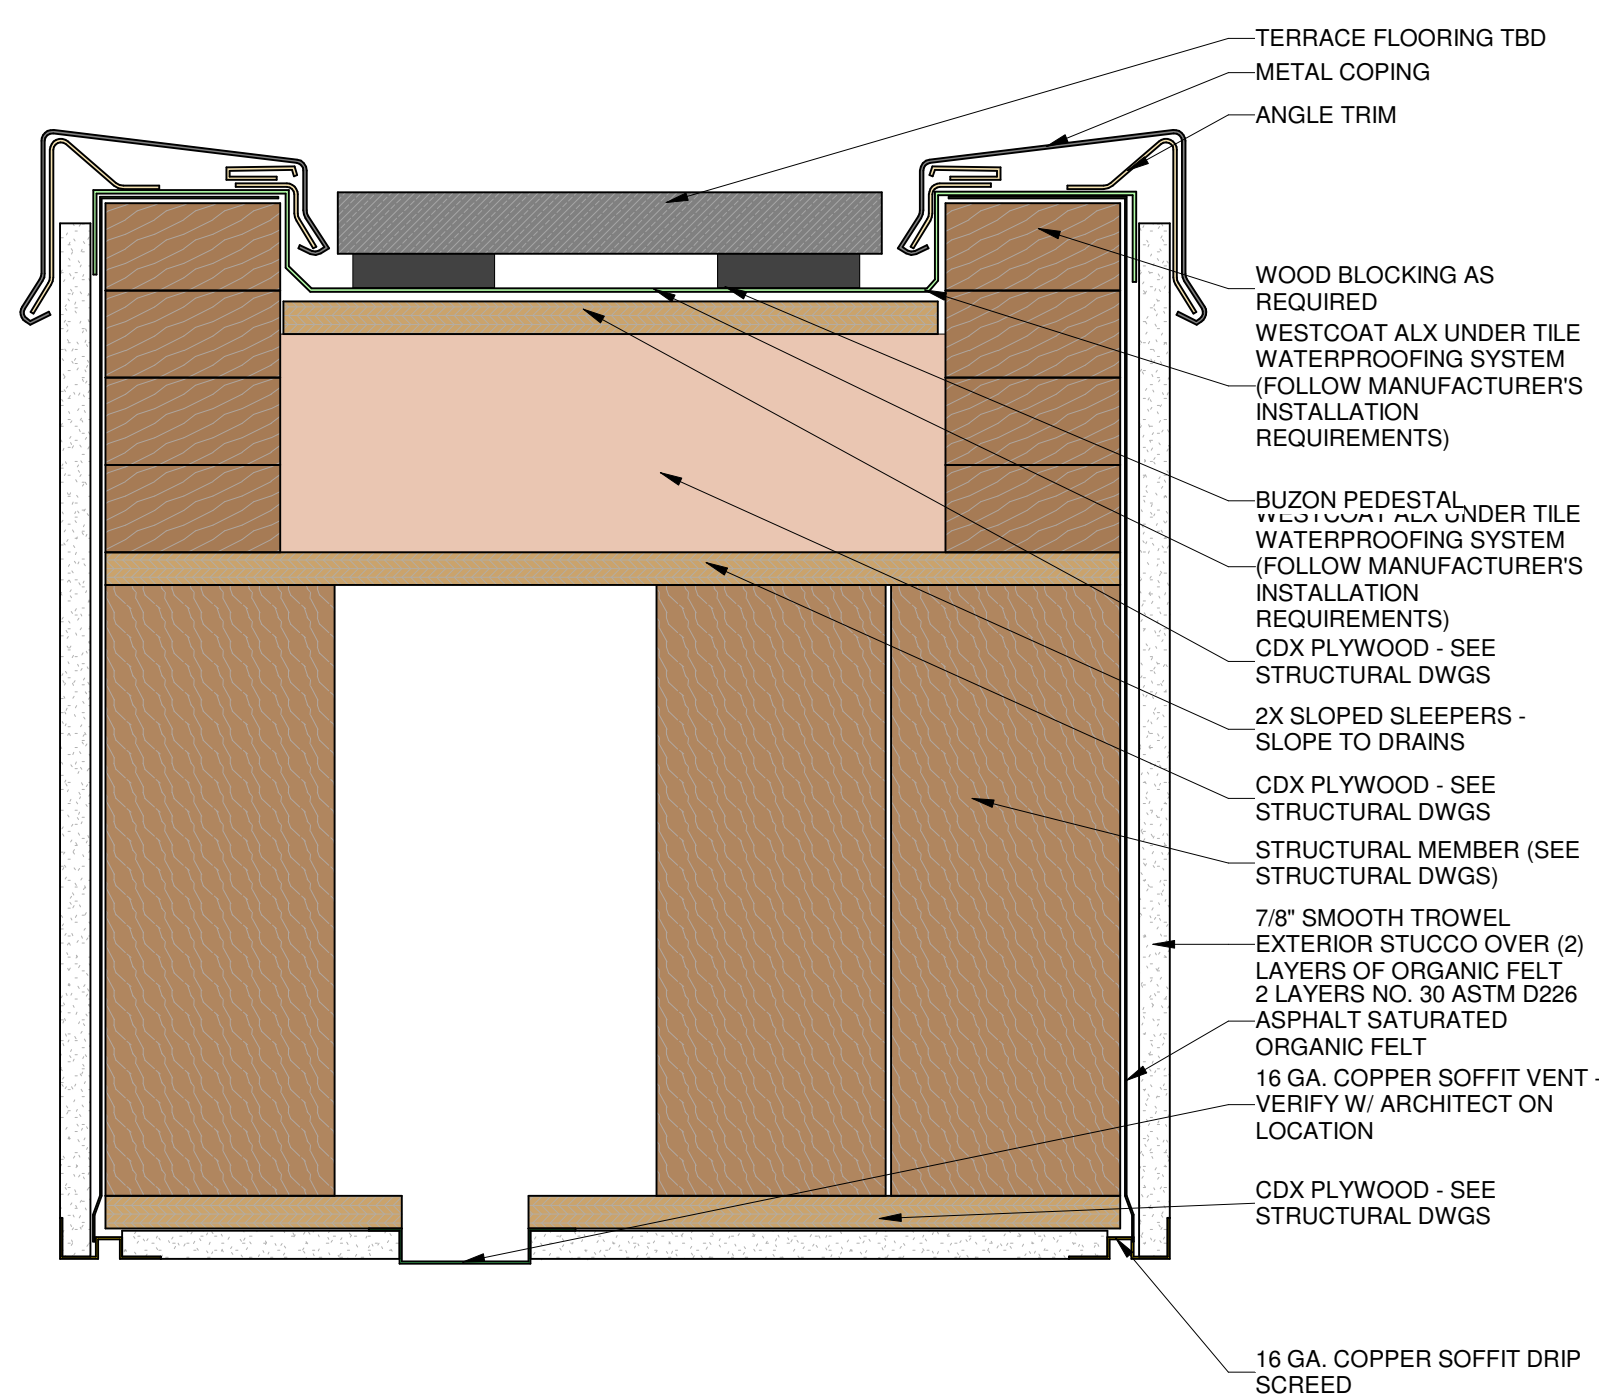 TERRACE FLOORING TBD
METAL COPING
ANGLE TRIM
WOOD BLOCKING AS
REQUIRED
WESTCOAT ALX UNDER TILE
WATERPROOFING SYSTEM
(FOLLOW MANUFACTURER'S
INSTALLATION
REQUIREMENTS)
BUZON PEDESTAL
WESTCOAT ALX UNDER TILE
WATERPROOFING SYSTEM
(FOLLOW MANUFACTURER'S
INSTALLATION
REQUIREMENTS)
CDX PLYWOOD - SEE
STRUCTURAL DWGS
2X SLOPED SLEEPERS -
SLOPE TO DRAINS
CDX PLYWOOD - SEE
STRUCTURAL DWGS
STRUCTURAL MEMBER (SEE
STRUCTURAL DWGS)
7/8" SMOOTH TROWEL
EXTERIOR STUCCO OVER (2)
LAYERS OF ORGANIC FELT
2 LAYERS NO. 30 ASTM D226
ASPHALT SATURATED
ORGANIC FELT
16 GA. COPPER SOFFIT VENT -
VERIFY W/ ARCHITECT ON
LOCATION
CDX PLYWOOD - SEE
STRUCTURAL DWGS
16 GA. COPPER SOFFIT DRIP
SCREED